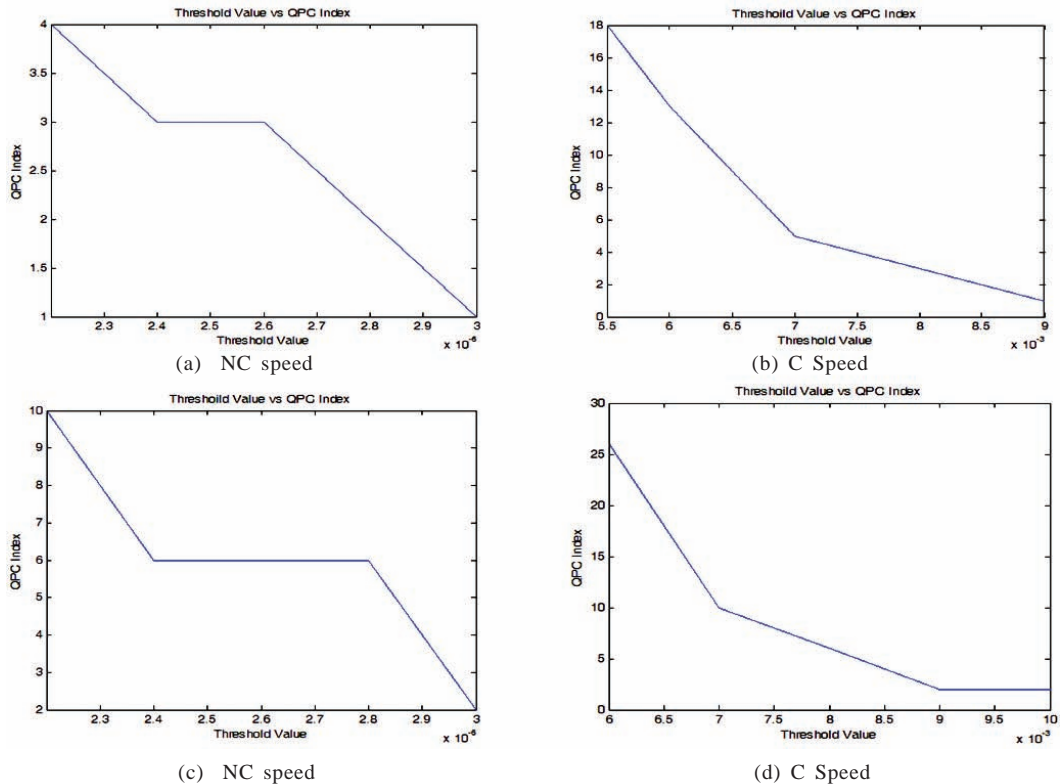 Threshold Value vs QPC Index
4
3.5
3
2.5
2
1.5
1
QPC Index
2.3 2.4 2.5 2.6 2.7 2.8 2.9 3
Threshold Value
x 10-6
(a) NC speed
Threshoild Value vs QPC Index
18
16
14
12
10
8
6
4
2
0
QPC Index
5.5 6 6.5 7 7.5 8 8.5 9
Threshold Value
x 10-3
(b) C Speed
Threshoild Value vs QPC Index
10
9
8
7
6
5
4
3
2
QPC Index
2.3 2.4 2.5 2.6 2.7 2.8 2.9 3
Threshold Value
x 10-6
(c) NC speed
Threshoild Value vs QPC Index
30
25
20
15
10
5
0
QPC Index
6 6.5 7 7.5 8 8.5 9 9.5 10
Threshold Value
x 10-3
(d) C Speed